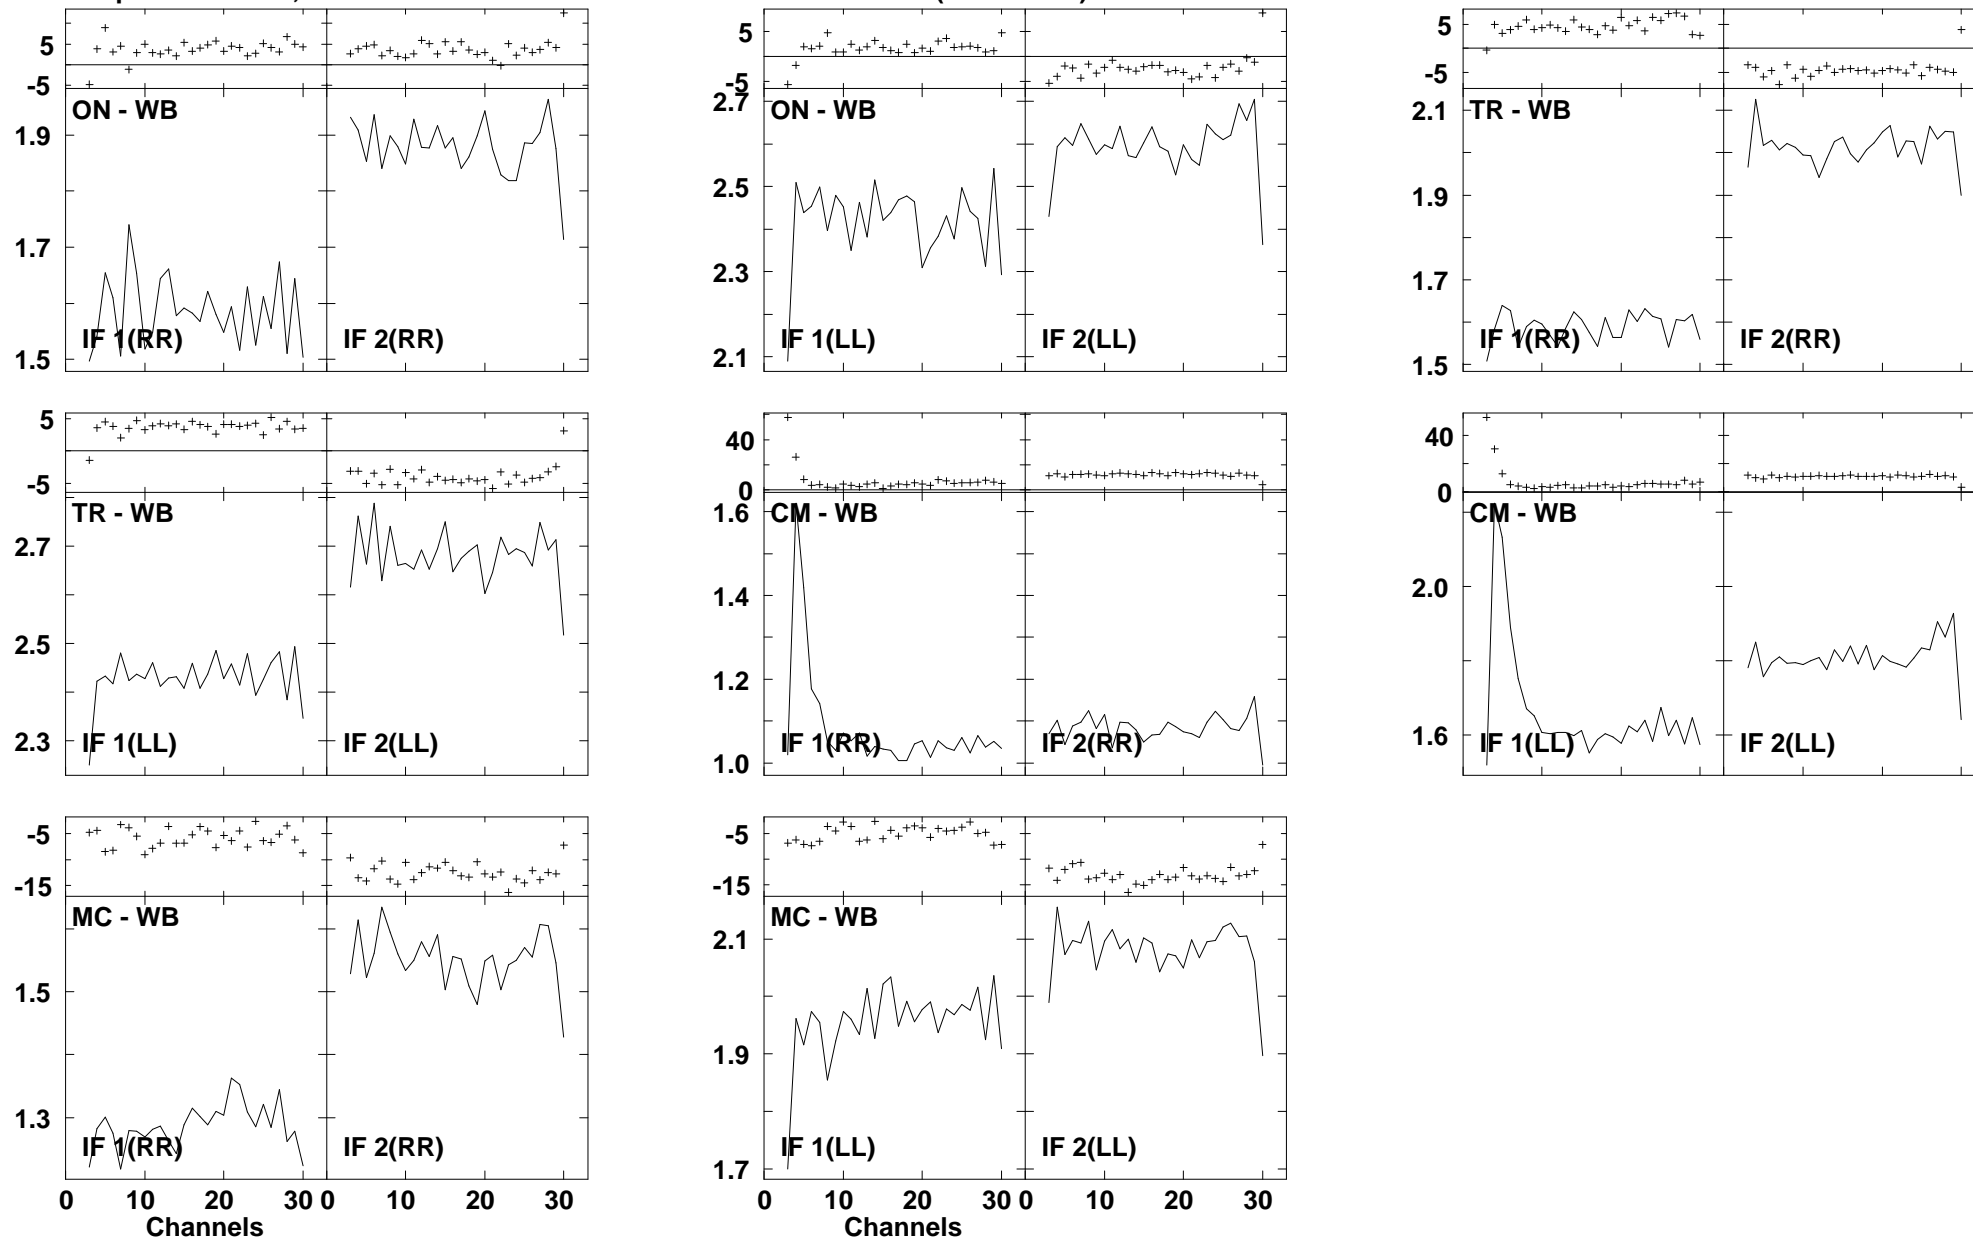 5
-5
ON - WB
1.9
1.7
1.5
IF 1(RR)
IF 2(RR)
5
-5
2.7
ON - WB
2.5
2.3
2.1
IF 1(LL)
IF 2(LL)
5
-5
2.1
TR - WB
1.9
1.7
1.5
IF 1(RR)
IF 2(RR)
5
-5
TR - WB
2.7
2.5
2.3
IF 1(LL)
IF 2(LL)
40
0
1.6
CM - WB
1.4
1.2
1.0
IF 1(RR)
IF 2(RR)
40
0
CM - WB
2.0
1.6
IF 1(LL)
IF 2(LL)
-5
-15
MC - WB
1.5
1.3
IF 1(RR)
IF 2(RR)
0 10 20 30 0 10 20 30
Channels
-5
-15
MC - WB
2.1
1.9
1.7
IF 1(LL)
IF 2(LL)
0 10 20 30 0 10 20 30
Channels